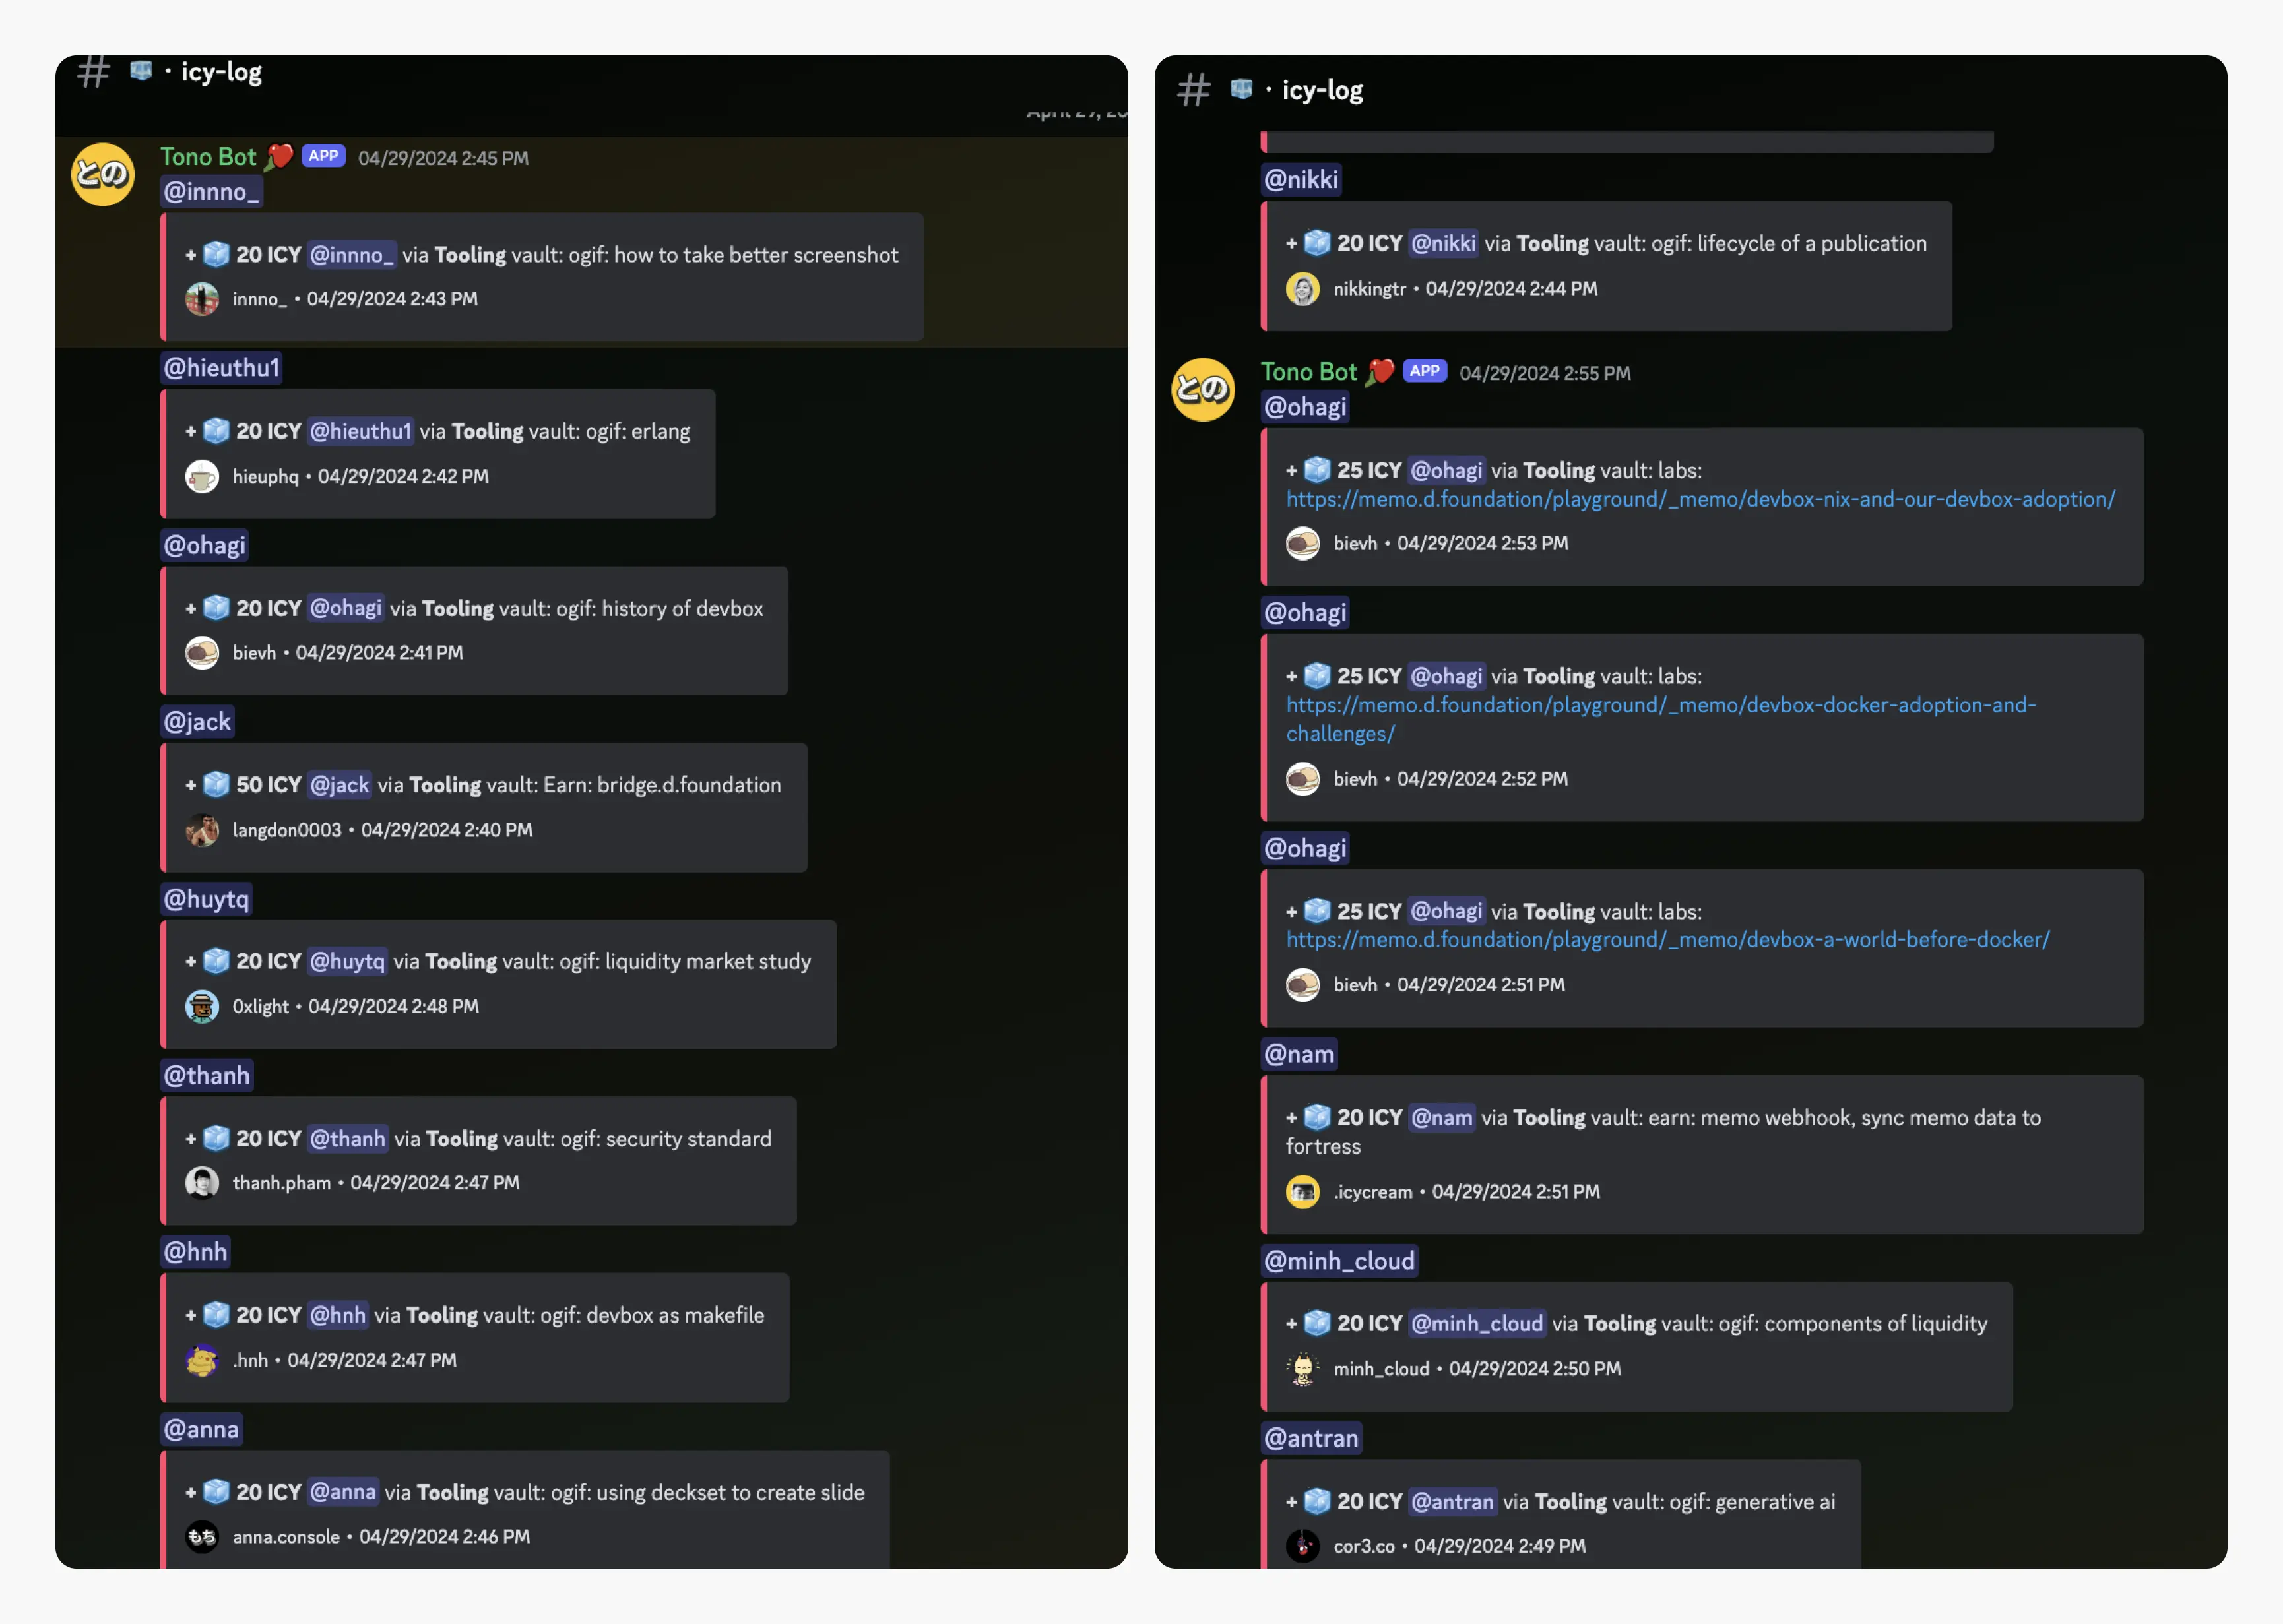 # · icy-log
April 29, 20
との
Tono Bot APP 04/29/2024 2:45 PM
@innno_
+ 20 ICY @innno_ via Tooling vault: ogif: how to take better screenshot
innno_ • 04/29/2024 2:43 PM
@hieuthu1
+ 20 ICY @hieuthu1 via Tooling vault: ogif: erlang
hieuphq • 04/29/2024 2:42 PM
@ohagi
+ 20 ICY @ohagi via Tooling vault: ogif: history of devbox
bievh • 04/29/2024 2:41 PM
@jack
+ 50 ICY @jack via Tooling vault: Earn: bridge.d.foundation
langdon0003 • 04/29/2024 2:40 PM
@huytq
+ 20 ICY @huytq via Tooling vault: ogif: liquidity market study
0xlight • 04/29/2024 2:48 PM
@thanh
+ 20 ICY @thanh via Tooling vault: ogif: security standard
thanh.pham • 04/29/2024 2:47 PM
@hnh
+ 20 ICY @hnh via Tooling vault: ogif: devbox as makefile
.hnh • 04/29/2024 2:47 PM
@anna
+ 20 ICY @anna via Tooling vault: ogif: using deckset to create slide
もち anna.console • 04/29/2024 2:46 PM
# · icy-log
@nikki
+ 20 ICY @nikki via Tooling vault: ogif: lifecycle of a publication
nikkingtr • 04/29/2024 2:44 PM
との
Tono Bot APP 04/29/2024 2:55 PM
@ohagi
+ 25 ICY @ohagi via Tooling vault: labs:
https://memo.d.foundation/playground/_memo/devbox-nix-and-our-devbox-adoption/
bievh • 04/29/2024 2:53 PM
@ohagi
+ 25 ICY @ohagi via Tooling vault: labs:
https://memo.d.foundation/playground/_memo/devbox-docker-adoption-and-
challenges/
bievh • 04/29/2024 2:52 PM
@ohagi
+ 25 ICY @ohagi via Tooling vault: labs:
https://memo.d.foundation/playground/_memo/devbox-a-world-before-docker/
bievh • 04/29/2024 2:51 PM
@nam
+ 20 ICY @nam via Tooling vault: earn: memo webhook, sync memo data to
fortress
.icycream • 04/29/2024 2:51 PM
@minh_cloud
+ 20 ICY @minh_cloud via Tooling vault: ogif: components of liquidity
minh_cloud • 04/29/2024 2:50 PM
@antran
+ 20 ICY @antran via Tooling vault: ogif: generative ai
cor3.co • 04/29/2024 2:49 PM